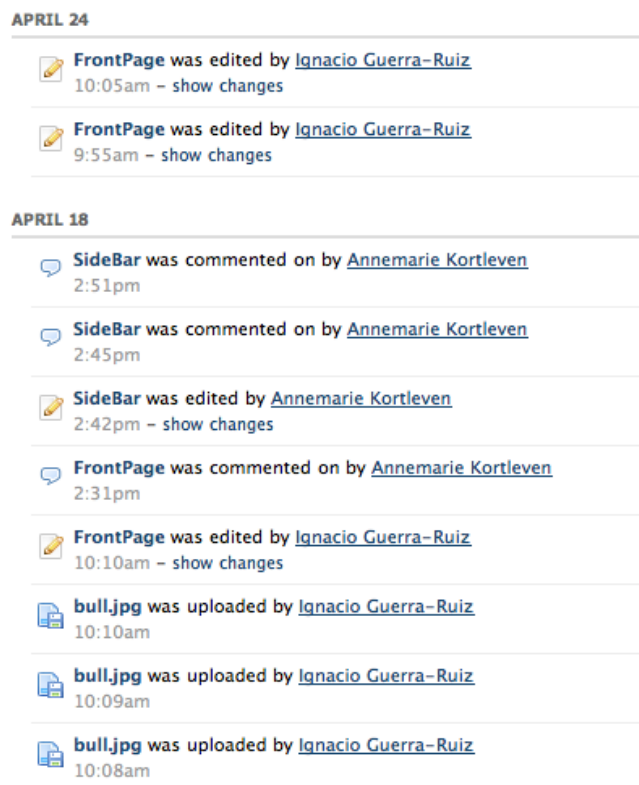 APRIL 24
FrontPage was edited by Ignacio Guerra-Ruiz
10:05am – show changes
FrontPage was edited by Ignacio Guerra-Ruiz
9:55am – show changes
APRIL 18
SideBar was commented on by Annemarie Kortleven
2:51pm
SideBar was commented on by Annemarie Kortleven
2:45pm
SideBar was edited by Annemarie Kortleven
2:42pm – show changes
FrontPage was commented on by Annemarie Kortleven
2:31pm
FrontPage was edited by Ignacio Guerra-Ruiz
10:10am – show changes
bull.jpg was uploaded by Ignacio Guerra-Ruiz
10:10am
bull.jpg was uploaded by Ignacio Guerra-Ruiz
10:09am
bull.jpg was uploaded by Ignacio Guerra-Ruiz
10:08am